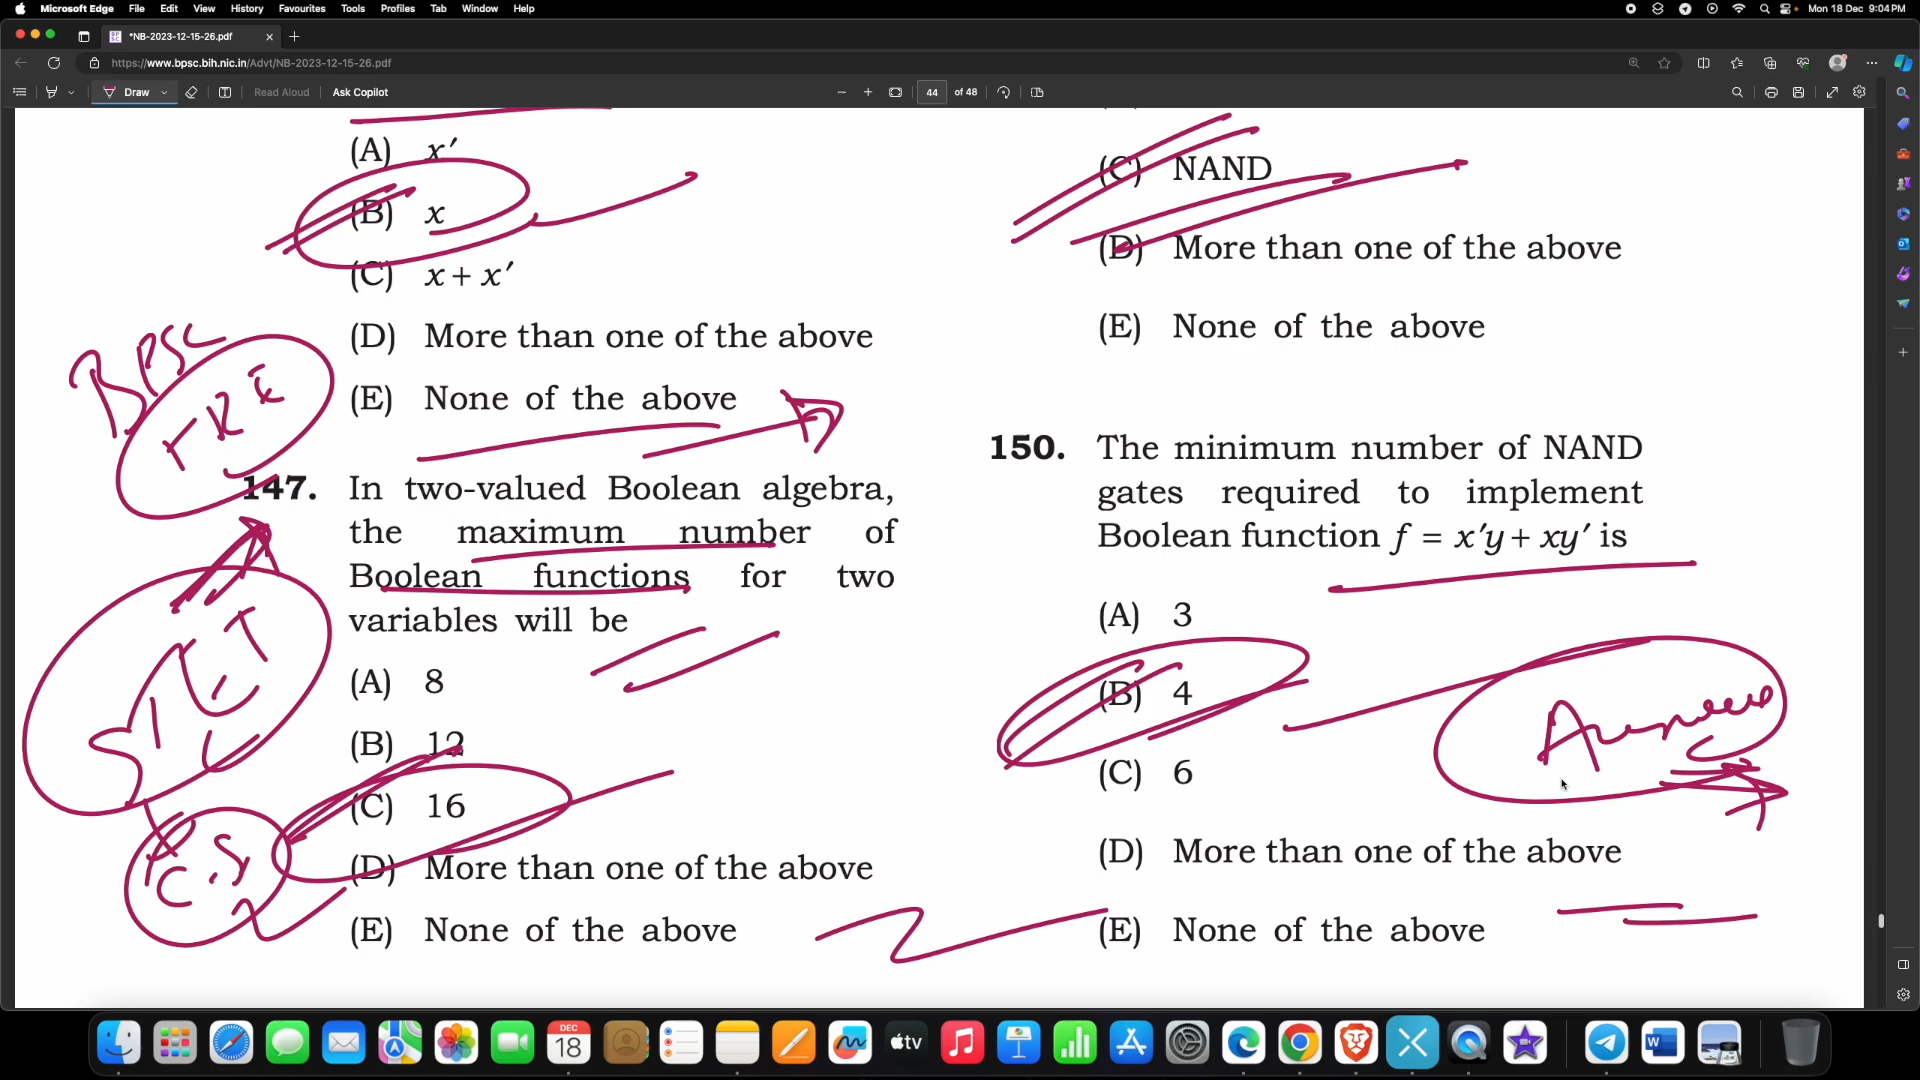 Microsoft Edge File Edit View History Favourites Tools Profiles Tab Window Help Mon 18 Dec 9:04 PM
*NB-2023-12-15-26.pdf
https://www.bpsc.bih.nic.in/Advt/NB-2023-12-15-26.pdf
Draw Read Aloud Ask Copilot 44 of 48
(A) x′
(B) x
(C) x + x′
(D) More than one of the above
(E) None of the above
BPSC
TRE
147. In two-valued Boolean algebra,
the maximum number of
Boolean functions for two
variables will be
(A) 8
(B) 12
(C) 16
(D) More than one of the above
(E) None of the above
C.S
(C) NAND
(D) More than one of the above
(E) None of the above
150. The minimum number of NAND
gates required to implement
Boolean function f = x′y + xy′ is
(A) 3
(B) 4
(C) 6
(D) More than one of the above
(E) None of the above
DEC
18
tv
W